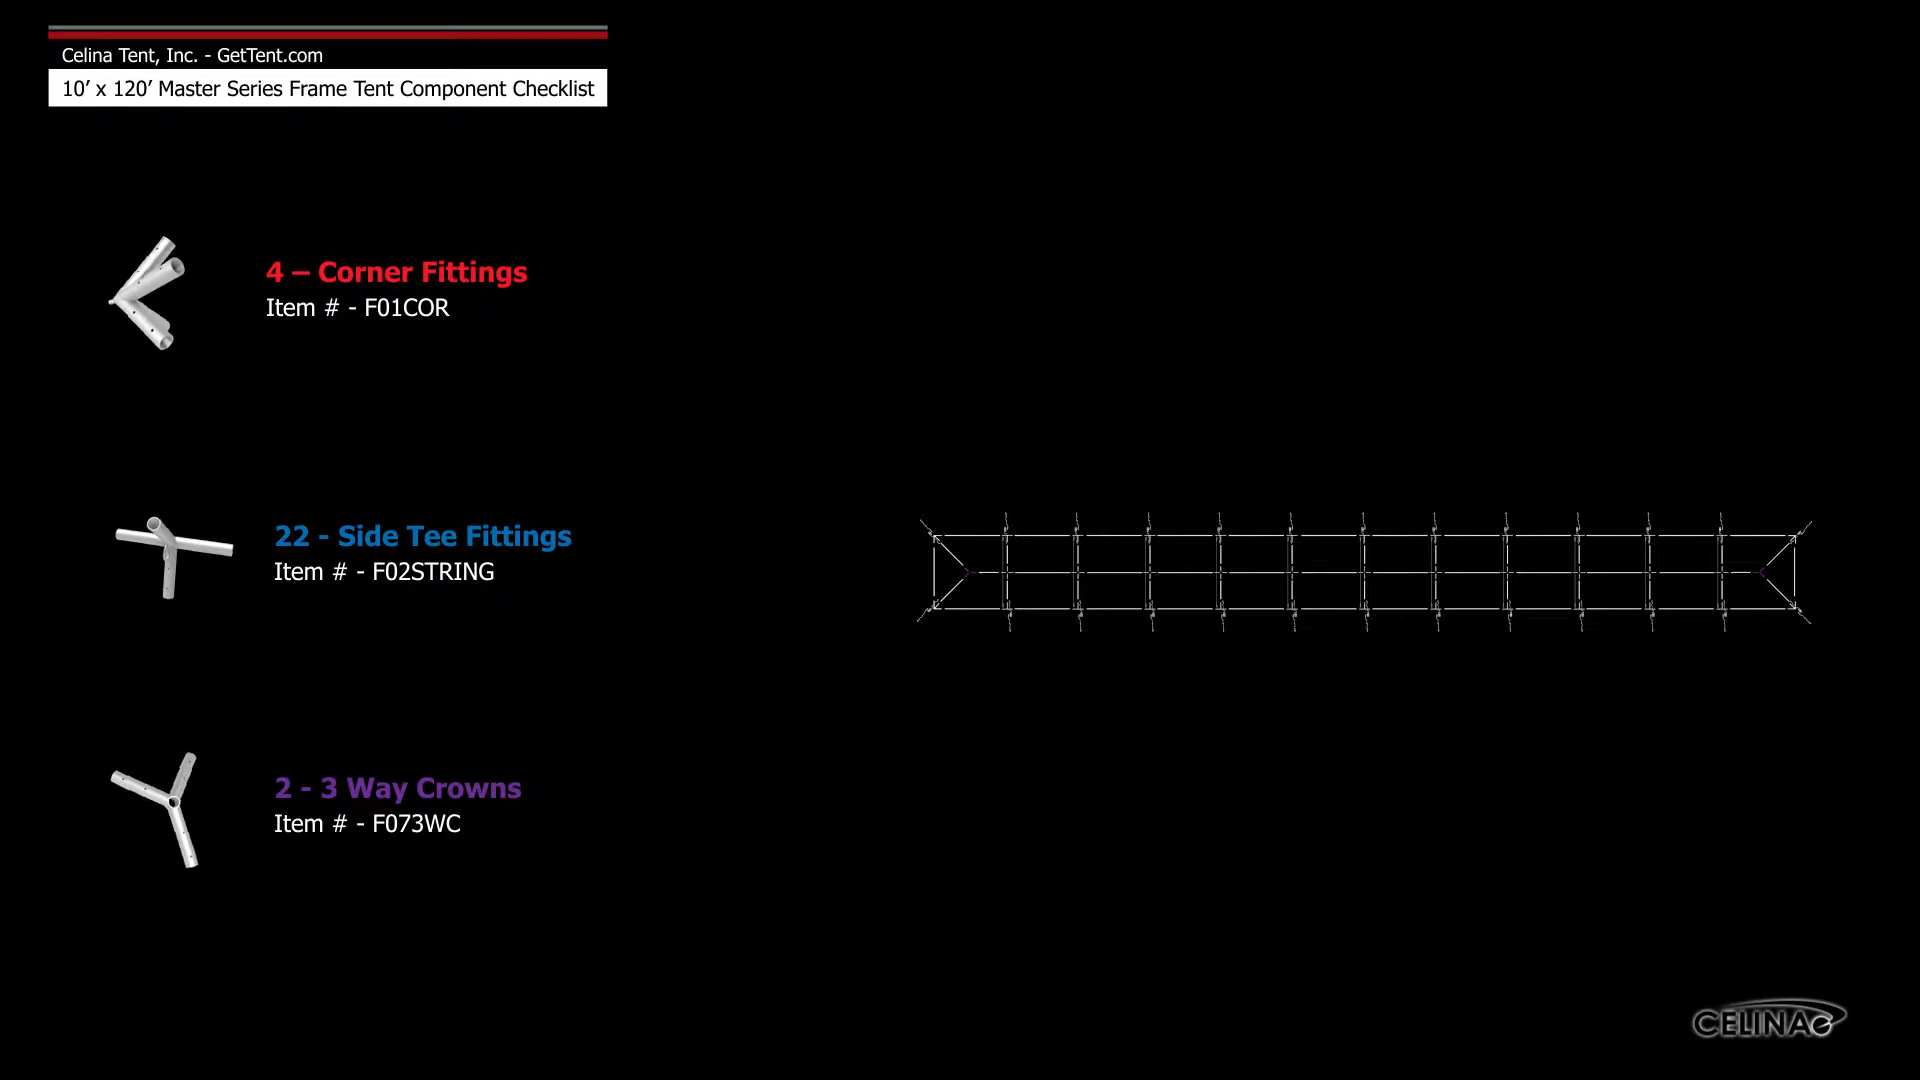 Celina Tent, Inc. - GetTent.com
10’ x 120’ Master Series Frame Tent Component Checklist
4 – Corner Fittings
Item # - F01COR
22 - Side Tee Fittings
Item # - F02STRING
2 - 3 Way Crowns
Item # - F073WC
CELINA